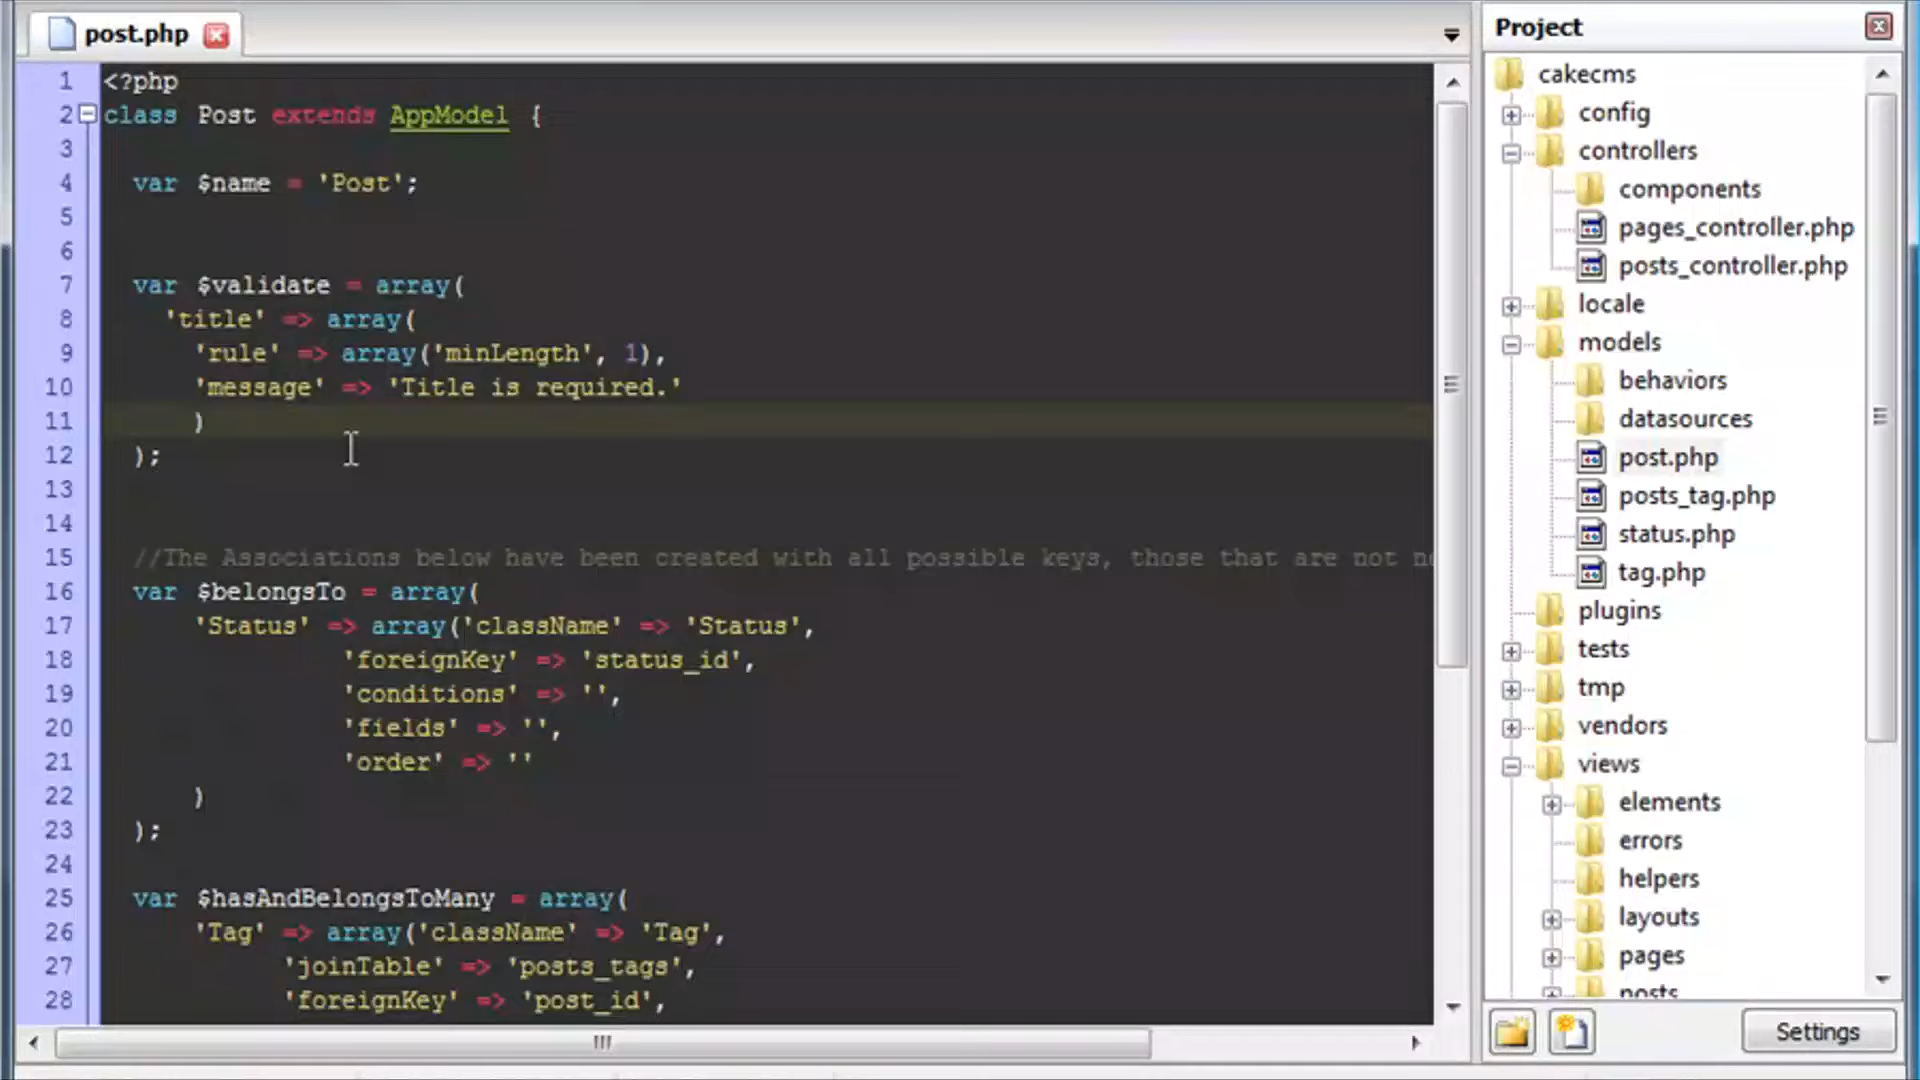 post.php
1 <?php
2 class Post extends AppModel {
3
4 var $name = 'Post';
5
6
7 var $validate = array(
8 'title' => array(
9 'rule' => array('minLength', 1),
10 'message' => 'Title is required.'
11 )
12 );
13
14
15 //The Associations below have been created with all possible keys, those that are not
16 var $belongsTo = array(
17 'Status' => array('className' => 'Status',
18 'foreignKey' => 'status_id',
19 'conditions' => '',
20 'fields' => '',
21 'order' => ''
22 )
23 );
24
25 var $hasAndBelongsToMany = array(
26 'Tag' => array('className' => 'Tag',
27 'joinTable' => 'posts_tags',
28 'foreignKey' => 'post_id',
Project
cakecms
config
controllers
components
pages_controller.php
posts_controller.php
locale
models
behaviors
datasources
post.php
posts_tag.php
status.php
tag.php
plugins
tests
tmp
vendors
views
elements
errors
helpers
layouts
pages
posts
Settings